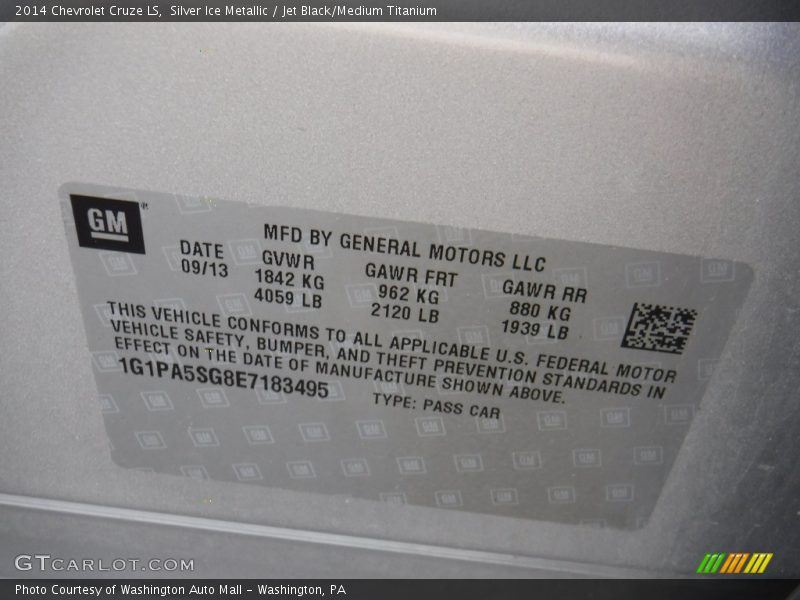 2014 Chevrolet Cruze LS,  Silver Ice Metallic / Jet Black/Medium Titanium
GM
MFD BY GENERAL MOTORS LLC
DATE GVWR GAWR FRT GAWR RR
09/13 1842 KG 962 KG 880 KG
4059 LB 2120 LB 1939 LB
THIS VEHICLE CONFORMS TO ALL APPLICABLE U.S. FEDERAL MOTOR
VEHICLE SAFETY, BUMPER, AND THEFT PREVENTION STANDARDS IN
EFFECT ON THE DATE OF MANUFACTURE SHOWN ABOVE.
1G1PA5SG8E7183495 TYPE: PASS CAR
GTCARLOT.COM
Photo Courtesy of Washington Auto Mall - Washington, PA